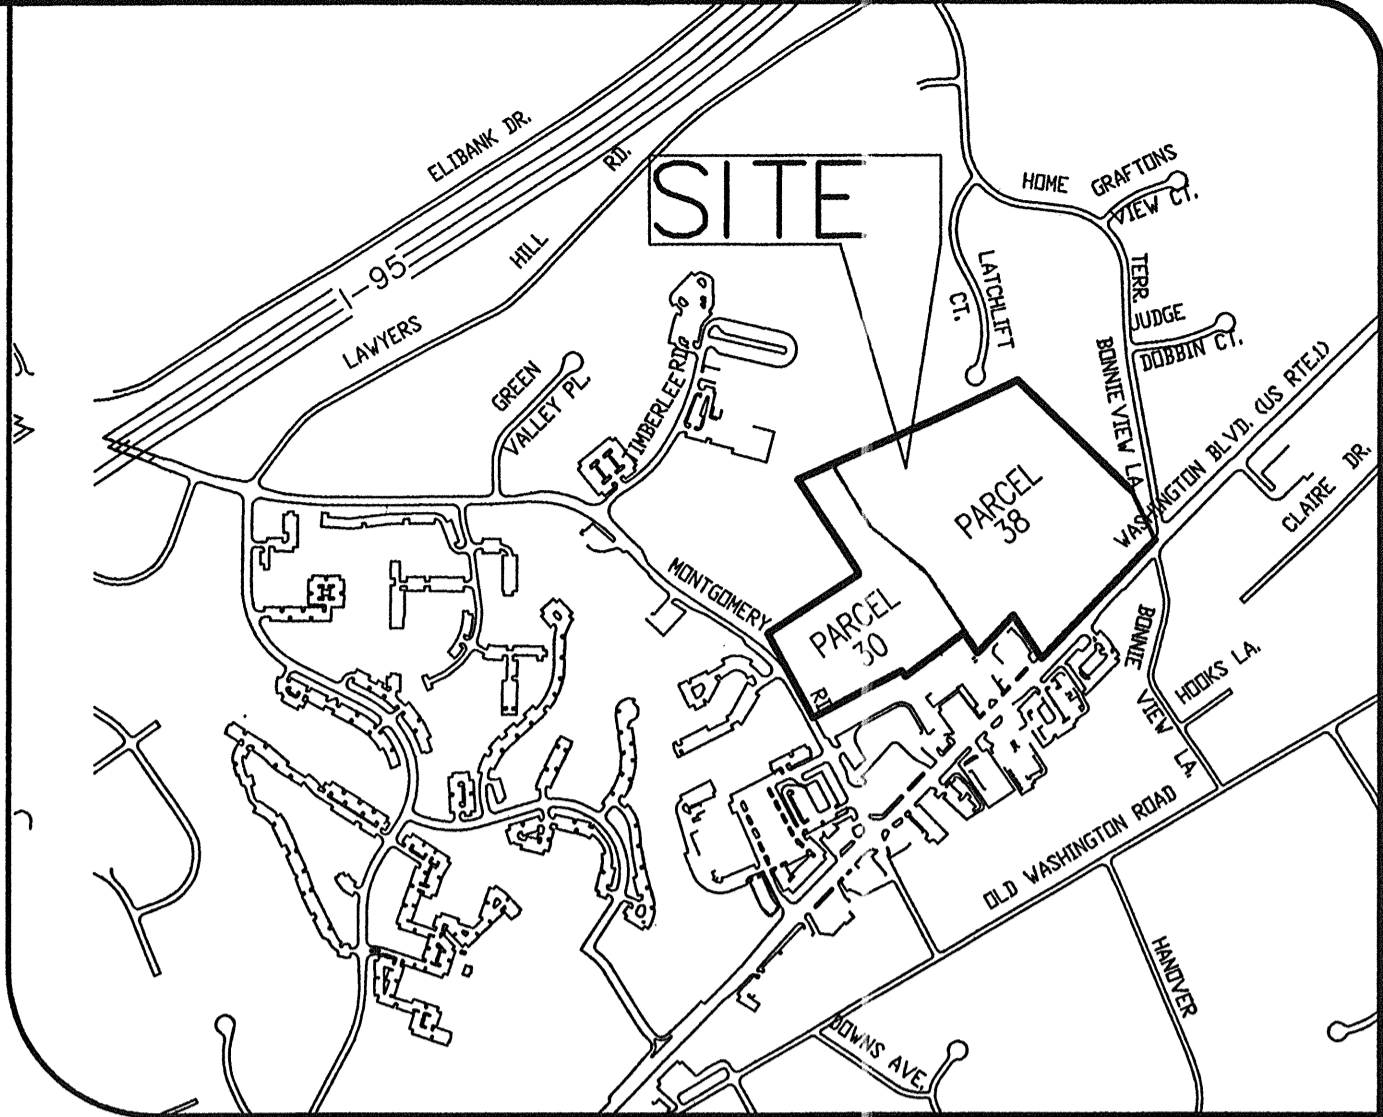 ELIBANK DR.
I-95
LAWYERS
HILL
RD.
SITE
HOME
TERR.
GRAFTONS
VIEW CT.
LATCHLIFT
CT.
JUDGE
DOBBIN CT.
BONNIEVIEW LA.
WASHINGTON BLVD. (US RTE.1)
CLAIRE DR.
GREEN
VALLEY PL.
TIMBERLEE RD.
PARCEL
38
MONTGOMERY
RD.
PARCEL
30
BONNIE
VIEW LA.
HOOKS LA.
OLD WASHINGTON ROAD
HANOVER
DOWNS AVE.